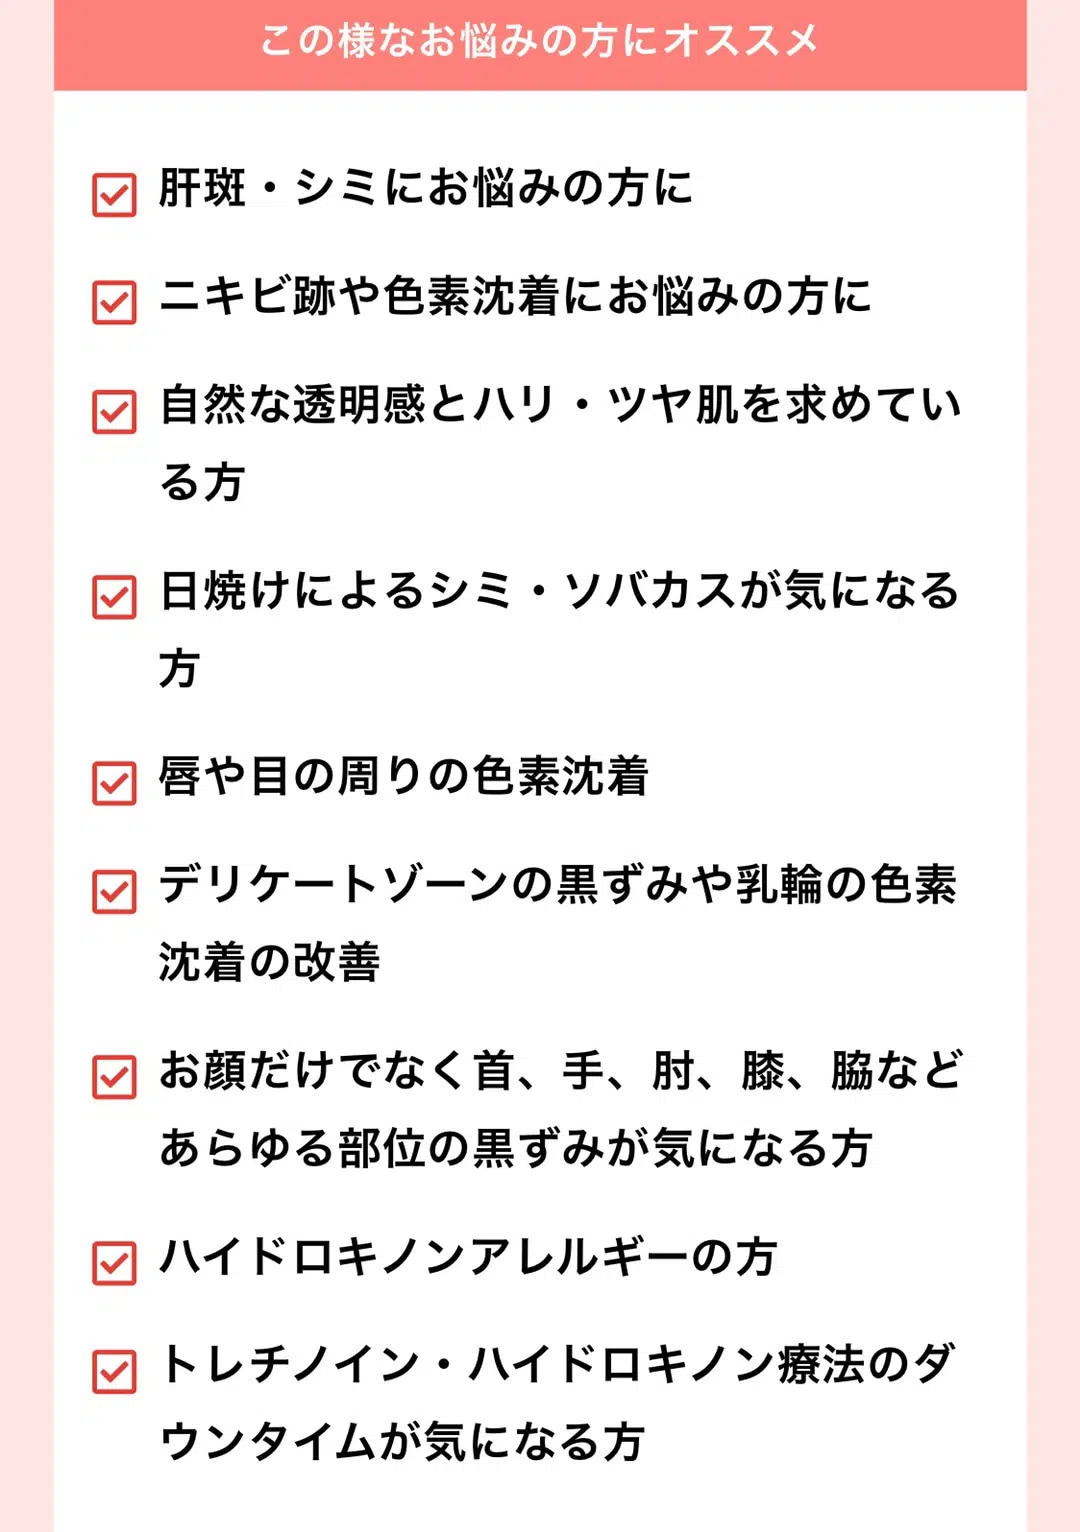 この様なお悩みの方にオススメ
肝斑・シミにお悩みの方に
ニキビ跡や色素沈着にお悩みの方に
自然な透明感とハリ・ツヤ肌を求めてい
る方
日焼けによるシミ・ソバカスが気になる
方
唇や目の周りの色素沈着
デリケートゾーンの黒ずみや乳輪の色素
沈着の改善
お顔だけでなく首、手、肘、膝、脇など
あらゆる部位の黒ずみが気になる方
ハイドロキノンアレルギーの方
トレチノイン・ハイドロキノン療法のダ
ウンタイムが気になる方